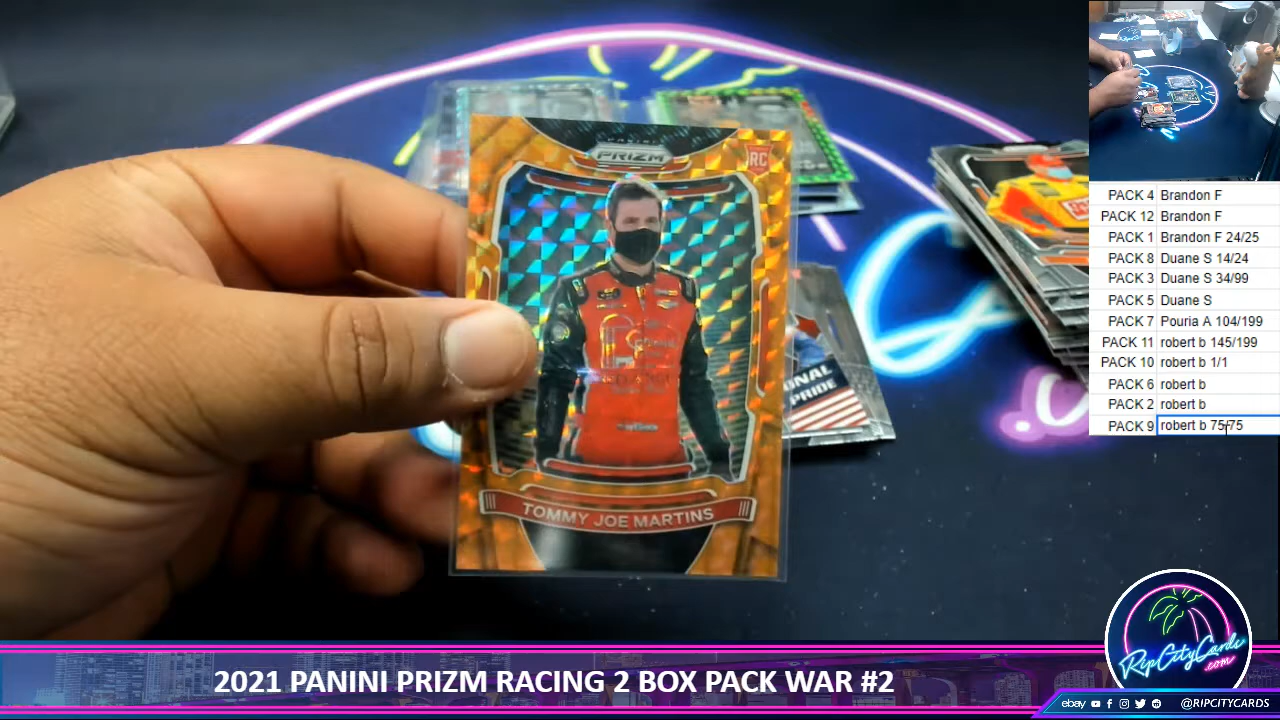 PRIZM
RC
TOMMY JOE MARTINS
NATIONAL
PRIDE
PACK 4 Brandon F
PACK 12 Brandon F
PACK 1 Brandon F 24/25
PACK 8 Duane S 14/24
PACK 3 Duane S 34/99
PACK 5 Duane S
PACK 7 Pouria A 104/199
PACK 11 robert b 145/199
PACK 10 robert b 1/1
PACK 6 robert b
PACK 2 robert b
PACK 9 robert b 75/75
RipCityCards
.com
2021 PANINI PRIZM RACING 2 BOX PACK WAR #2
ebay @RIPCITYCARDS